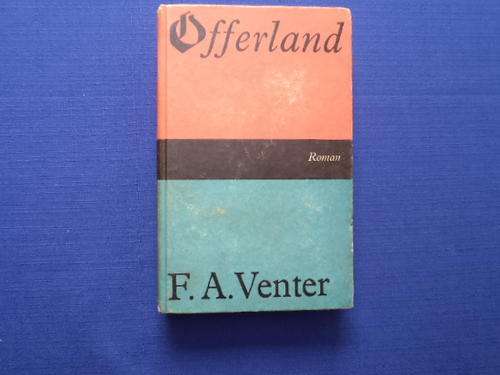 Offerland
Roman
F. A. Venter